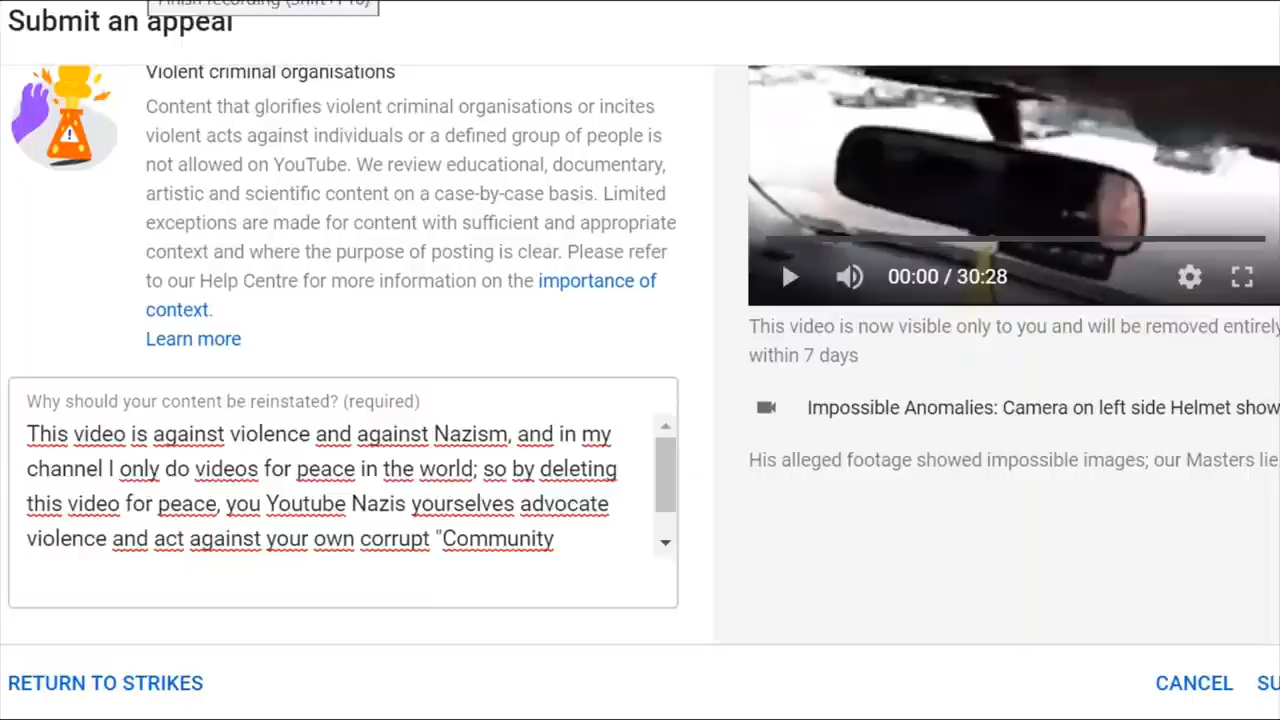 Finish recording (Shift+F10)
Submit an appeal
Violent criminal organisations
Content that glorifies violent criminal organisations or incites
violent acts against individuals or a defined group of people is
not allowed on YouTube. We review educational, documentary,
artistic and scientific content on a case-by-case basis. Limited
exceptions are made for content with sufficient and appropriate
context and where the purpose of posting is clear. Please refer
to our Help Centre for more information on the importance of
context.
Learn more
Why should your content be reinstated? (required)
This video is against violence and against Nazism, and in my
channel I only do videos for peace in the world; so by deleting
this video for peace, you Youtube Nazis yourselves advocate
violence and act against your own corrupt "Community
00:00 / 30:28
This video is now visible only to you and will be removed entirely
within 7 days
Impossible Anomalies: Camera on left side Helmet show
His alleged footage showed impossible images; our Masters lie
RETURN TO STRIKES
CANCEL
SU